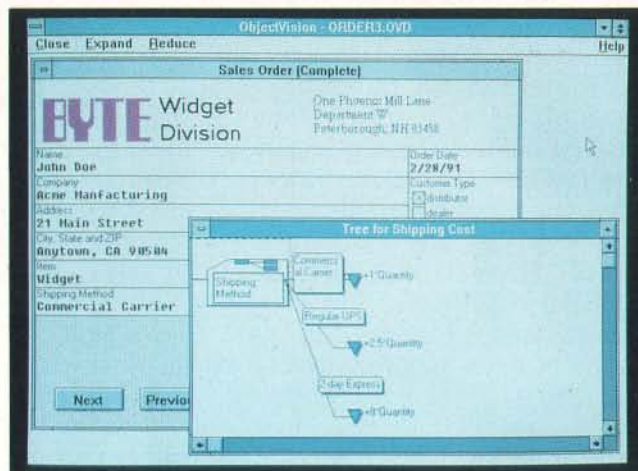 ObjectVision - ORDER3.OVD
Close Expand Reduce Help
Sales Order (Complete)
BYTE Widget Division
One Phoenix Mill Lane
Department W
Peterborough, NH 03458
Name
John Doe
Order Date
2/28/91
Company
Acme Manfacturing
Customer Type
distributor
dealer
Address
21 Main Street
City, State and ZIP
Anytown, CA 90504
Item
Widget
Shipping Method
Commercial Carrier
Next Previou
Tree for Shipping Cost
Shipping Method
Commercial Carrier
+1*Quantity
Regular UPS
+2.5*Quantity
2-day Express
+8*Quantity